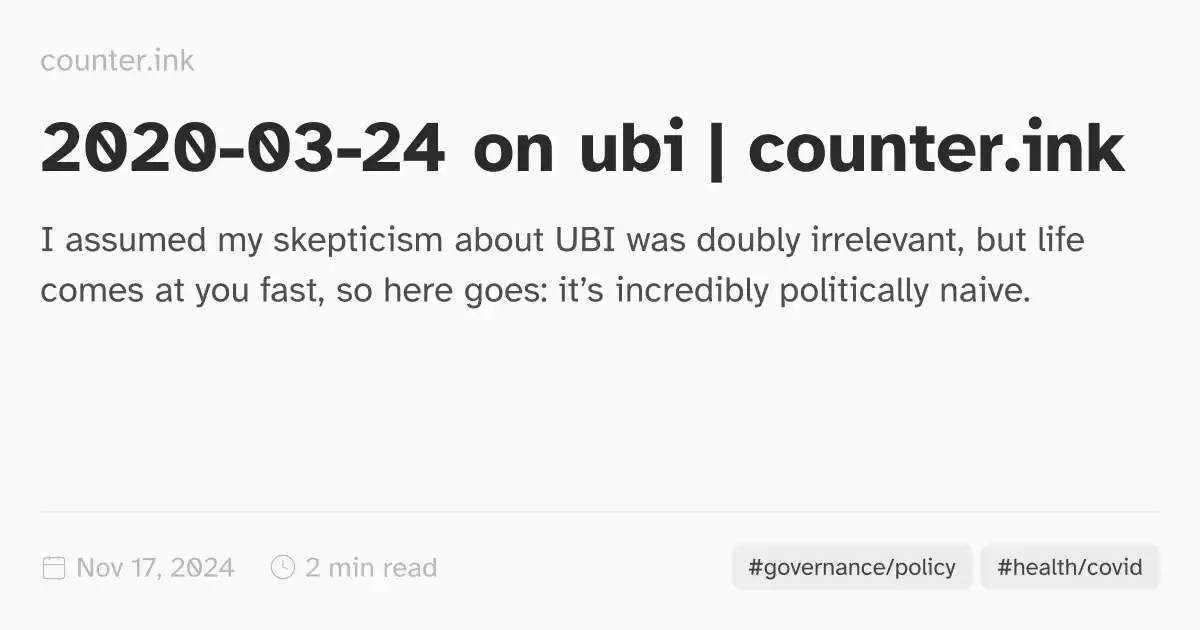 counter.ink
2020-03-24 on ubi | counter.ink
I assumed my skepticism about UBI was doubly irrelevant, but life
comes at you fast, so here goes: it’s incredibly politically naive.
Nov 17, 2024 2 min read #governance/policy #health/covid